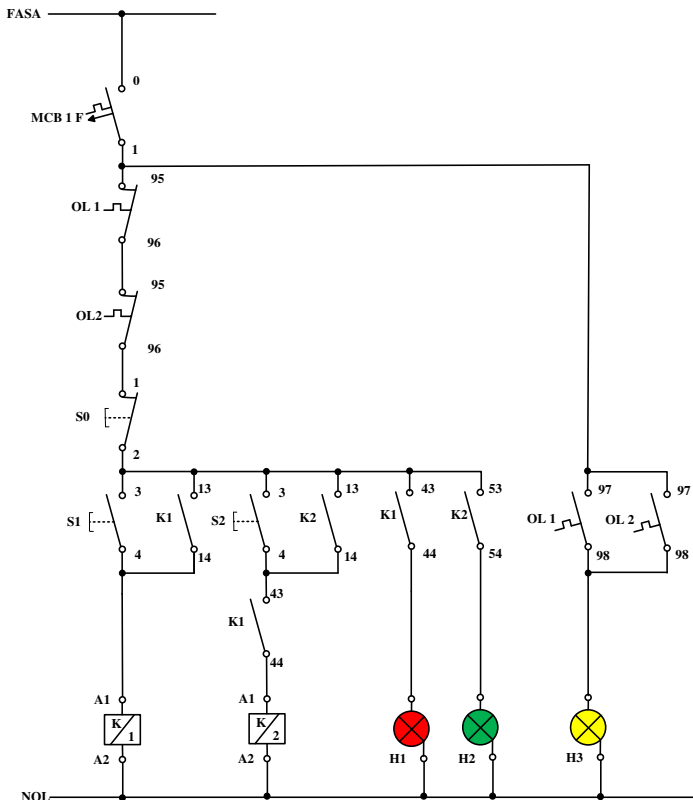 FASA
0
MCB 1 F
1
95
OL 1
96
95
OL2
96
1
S0
2
3 13 3 13 43 53 97 97
S1 K1 S2 K2 K1 K2 OL 1 OL 2
4 14 4 14 44 54 98 98
43
K1
44
A1 A1
K 1 K 2
A2 A2 H1 H2 H3
NOL